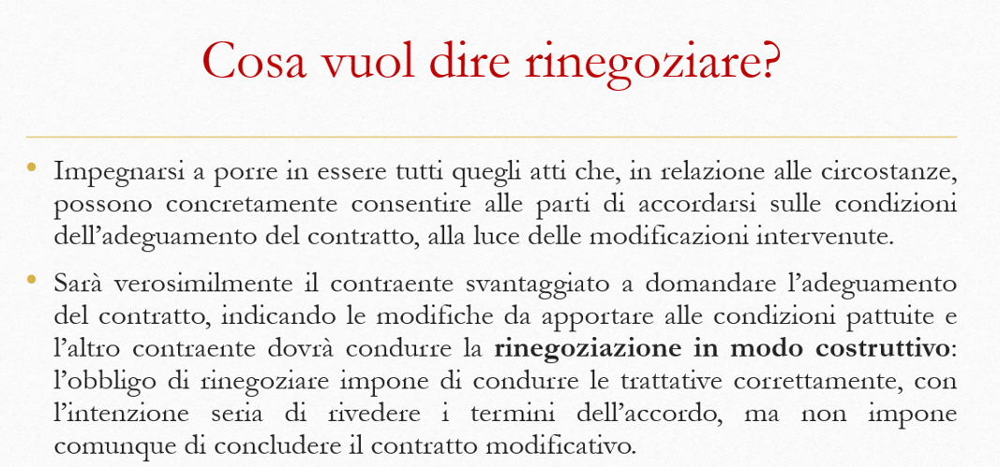 Cosa vuol dire rinegoziare?
• Impegnarsi a porre in essere tutti quegli atti che, in relazione alle circostanze,
possono concretamente consentire alle parti di accordarsi sulle condizioni
dell’adeguamento del contratto, alla luce delle modificazioni intervenute.
• Sarà verosimilmente il contraente svantaggiato a domandare l’adeguamento
del contratto, indicando le modifiche da apportare alle condizioni pattuite e
l’altro contraente dovrà condurre la rinegoziazione in modo costruttivo:
l’obbligo di rinegoziare impone di condurre le trattative correttamente, con
l’intenzione seria di rivedere i termini dell’accordo, ma non impone
comunque di concludere il contratto modificativo.